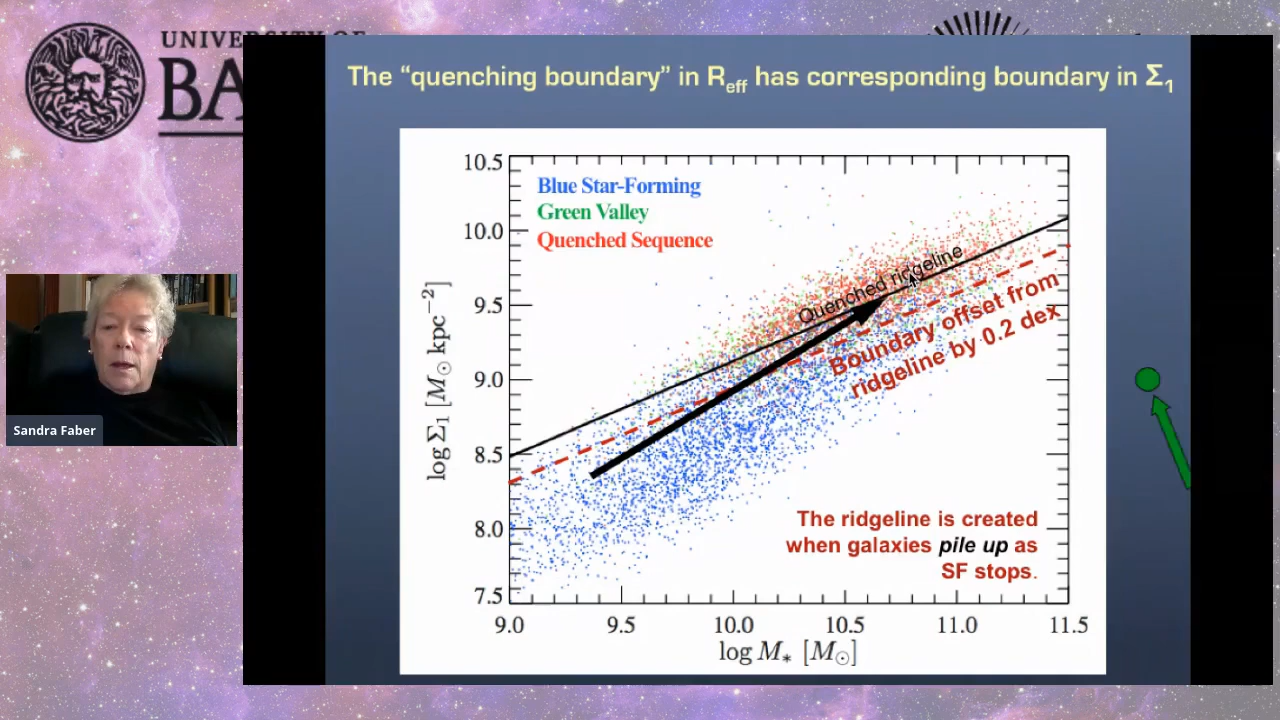 UNIVERSITY OF
BA
The “quenching boundary” in Reff has corresponding boundary in Σ1
Blue Star-Forming
Green Valley
Quenched Sequence
Quenched ridgeline
Boundary offset from
ridgeline by 0.2 dex
The ridgeline is created
when galaxies pile up as
SF stops.
10.5
10.0
9.5
9.0
8.5
8.0
7.5
log Σ1 [M⊙ kpc−2]
9.0 9.5 10.0 10.5 11.0 11.5
log M* [M⊙]
Sandra Faber